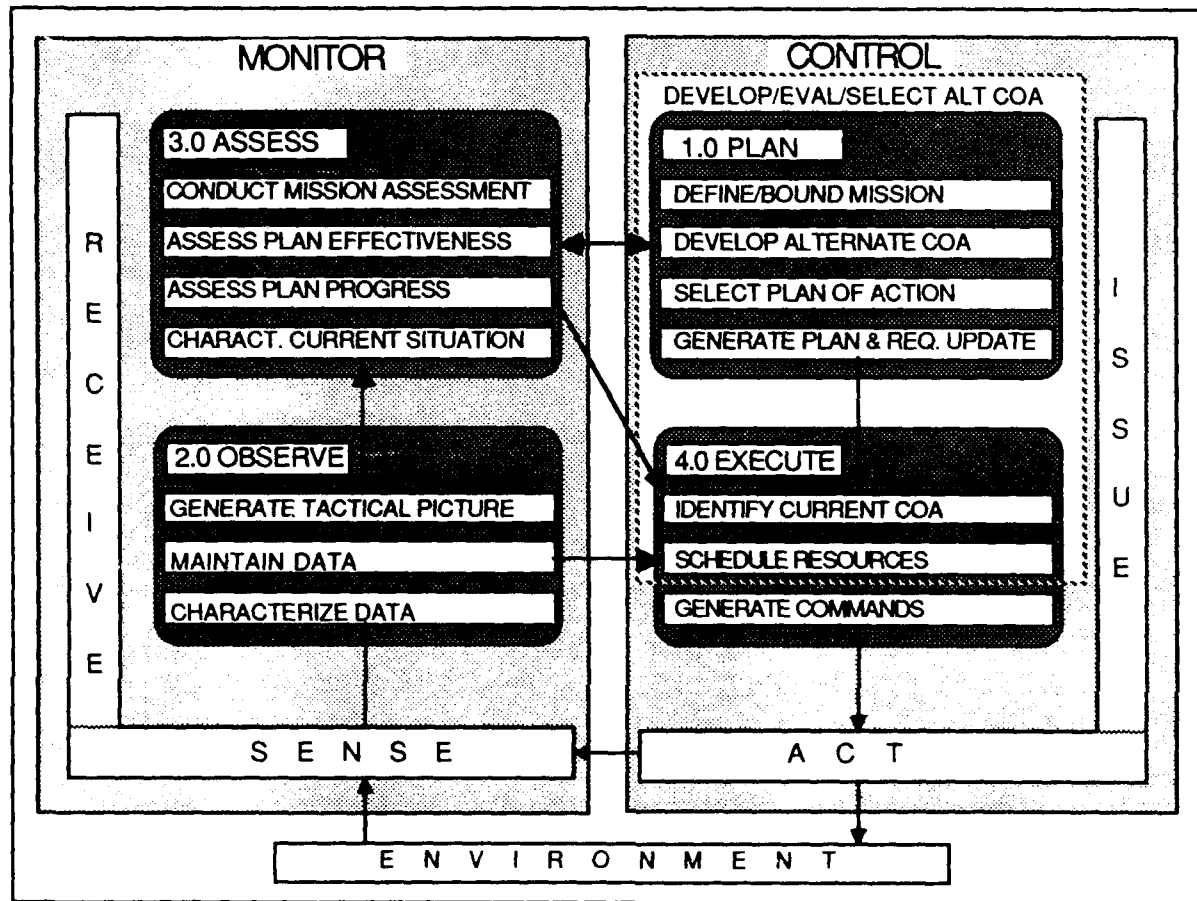 MONITOR
RECEIVE
3.0 ASSESS
CONDUCT MISSION ASSESSMENT
ASSESS PLAN EFFECTIVENESS
ASSESS PLAN PROGRESS
CHARACT. CURRENT SITUATION
2.0 OBSERVE
GENERATE TACTICAL PICTURE
MAINTAIN DATA
CHARACTERIZE DATA
SENSE
CONTROL
DEVELOP/EVAL/SELECT ALT COA
1.0 PLAN
DEFINE/BOUND MISSION
DEVELOP ALTERNATE COA
SELECT PLAN OF ACTION
GENERATE PLAN & REQ. UPDATE
4.0 EXECUTE
IDENTIFY CURRENT COA
SCHEDULE RESOURCES
GENERATE COMMANDS
ISSUE
ACT
ENVIRONMENT